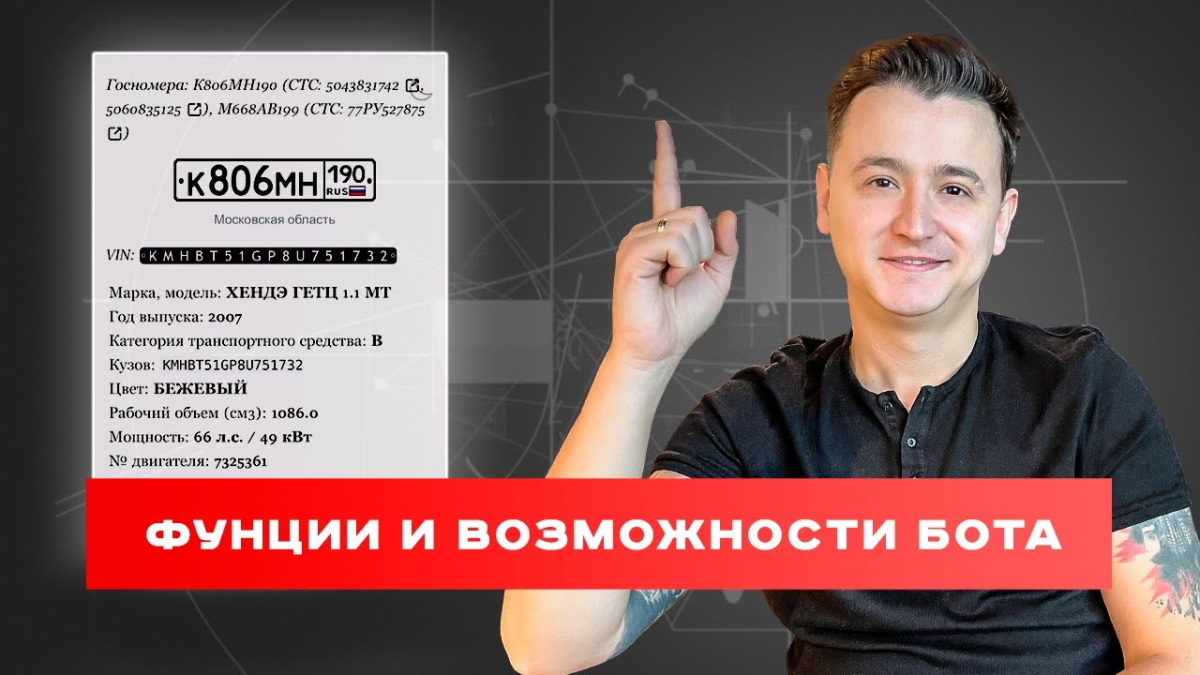 Госномера: К806МН190 (СТС: 5043831742 ,
5060835125 ), М668АВ199 (СТС: 77РУ527875
)
К806МН 190
RUS
Московская область
VIN: KMHBT51GP8U751732
Марка, модель: ХЕНДЭ ГЕТЦ 1.1 МТ
Год выпуска: 2007
Категория транспортного средства: В
Кузов: KMHBT51GP8U751732
Цвет: БЕЖЕВЫЙ
Рабочий объем (см3): 1086.0
Мощность: 66 л.с. / 49 кВт
№ двигателя: 7325361
ФУНЦИИ И ВОЗМОЖНОСТИ БОТА